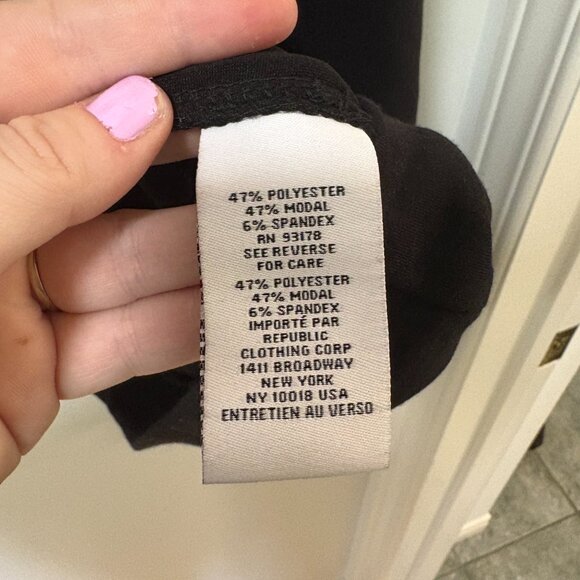 47% POLYESTER
47% MODAL
6% SPANDEX
RN 93178
SEE REVERSE
FOR CARE
47% POLYESTER
47% MODAL
6% SPANDEX
IMPORTÉ PAR
REPUBLIC
CLOTHING CORP
1411 BROADWAY
NEW YORK
NY 10018 USA
ENTRETIEN AU VERSO